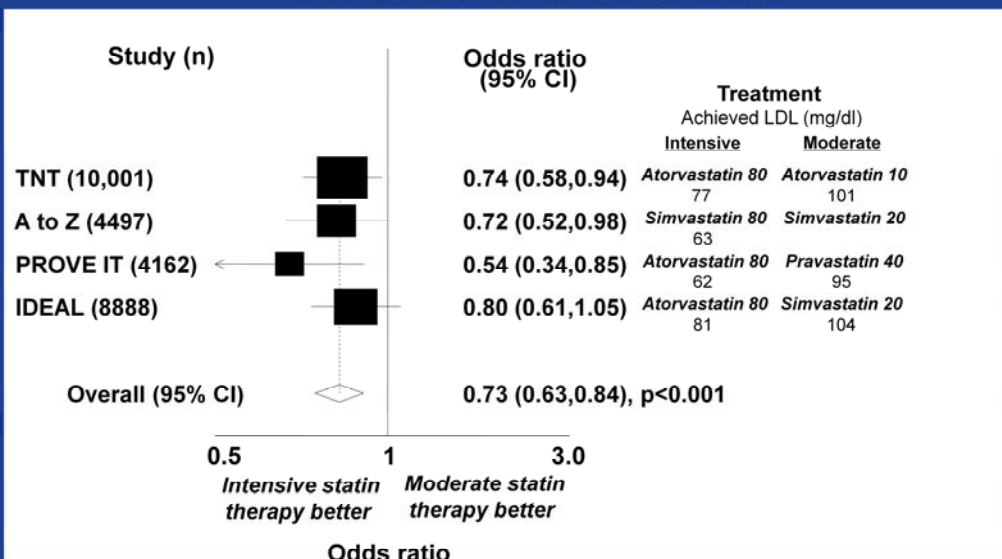 Study (n)
Odds ratio
(95% CI)
Treatment
Achieved LDL (mg/dl)
Intensive Moderate
TNT (10,001) 0.74 (0.58,0.94) Atorvastatin 80 Atorvastatin 10
77 101
A to Z (4497) 0.72 (0.52,0.98) Simvastatin 80 Simvastatin 20
63
PROVE IT (4162) 0.54 (0.34,0.85) Atorvastatin 80 Pravastatin 40
62 95
IDEAL (8888) 0.80 (0.61,1.05) Atorvastatin 80 Simvastatin 20
81 104
Overall (95% CI) 0.73 (0.63,0.84), p<0.001
0.5 1 3.0
Intensive statin Moderate statin
therapy better therapy better
Odds ratio